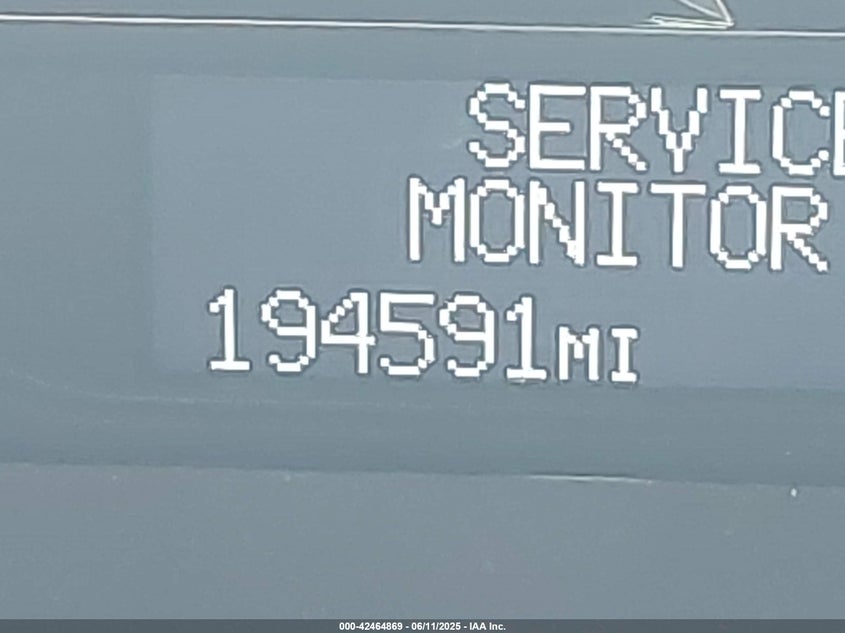 SERVICE
MONITOR
194591MI
000-42464869 - 06/11/2025 - IAA Inc.